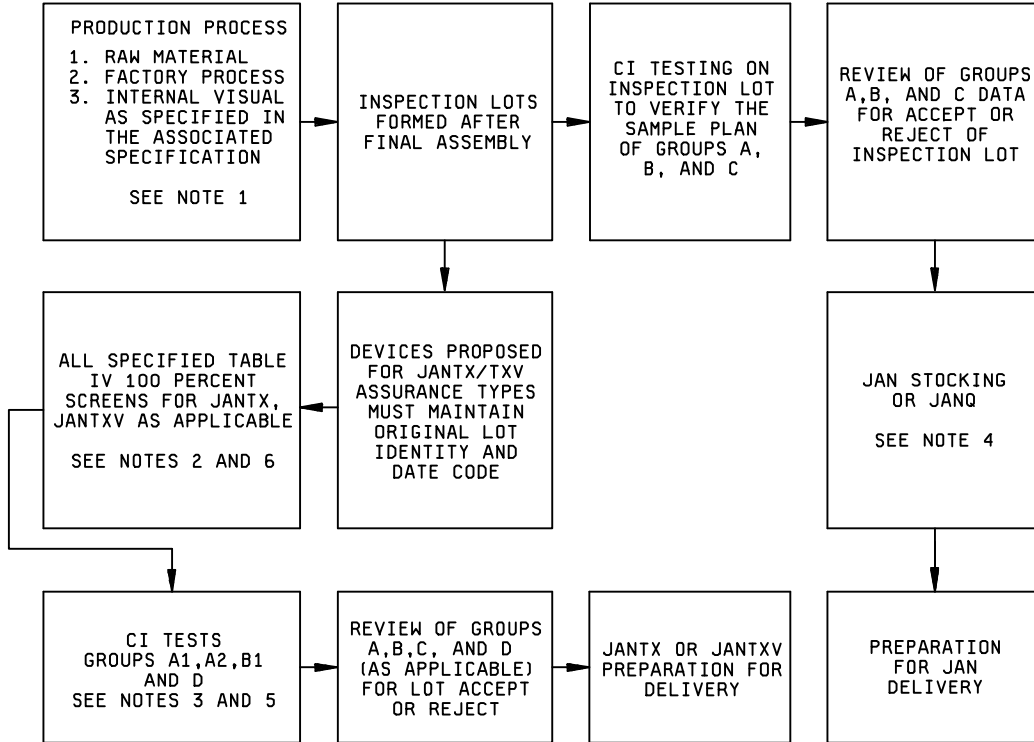 PRODUCTION PROCESS
1. RAW MATERIAL
2. FACTORY PROCESS
3. INTERNAL VISUAL
AS SPECIFIED IN
THE ASSOCIATED
SPECIFICATION
SEE NOTE 1
INSPECTION LOTS
FORMED AFTER
FINAL ASSEMBLY
CI TESTING ON
INSPECTION LOT
TO VERIFY THE
SAMPLE PLAN
OF GROUPS A,
B, AND C
REVIEW OF GROUPS
A,B, AND C DATA
FOR ACCEPT OR
REJECT OF
INSPECTION LOT
ALL SPECIFIED TABLE
IV 100 PERCENT
SCREENS FOR JANTX,
JANTXV AS APPLICABLE
SEE NOTES 2 AND 6
DEVICES PROPOSED
FOR JANTX/TXV
ASSURANCE TYPES
MUST MAINTAIN
ORIGINAL LOT
IDENTITY AND
DATE CODE
JAN STOCKING
OR JANQ
SEE NOTE 4
CI TESTS
GROUPS A1,A2,B1
AND D
SEE NOTES 3 AND 5
REVIEW OF GROUPS
A,B,C, AND D
(AS APPLICABLE)
FOR LOT ACCEPT
OR REJECT
JANTX OR JANTXV
PREPARATION FOR
DELIVERY
PREPARATION
FOR JAN
DELIVERY